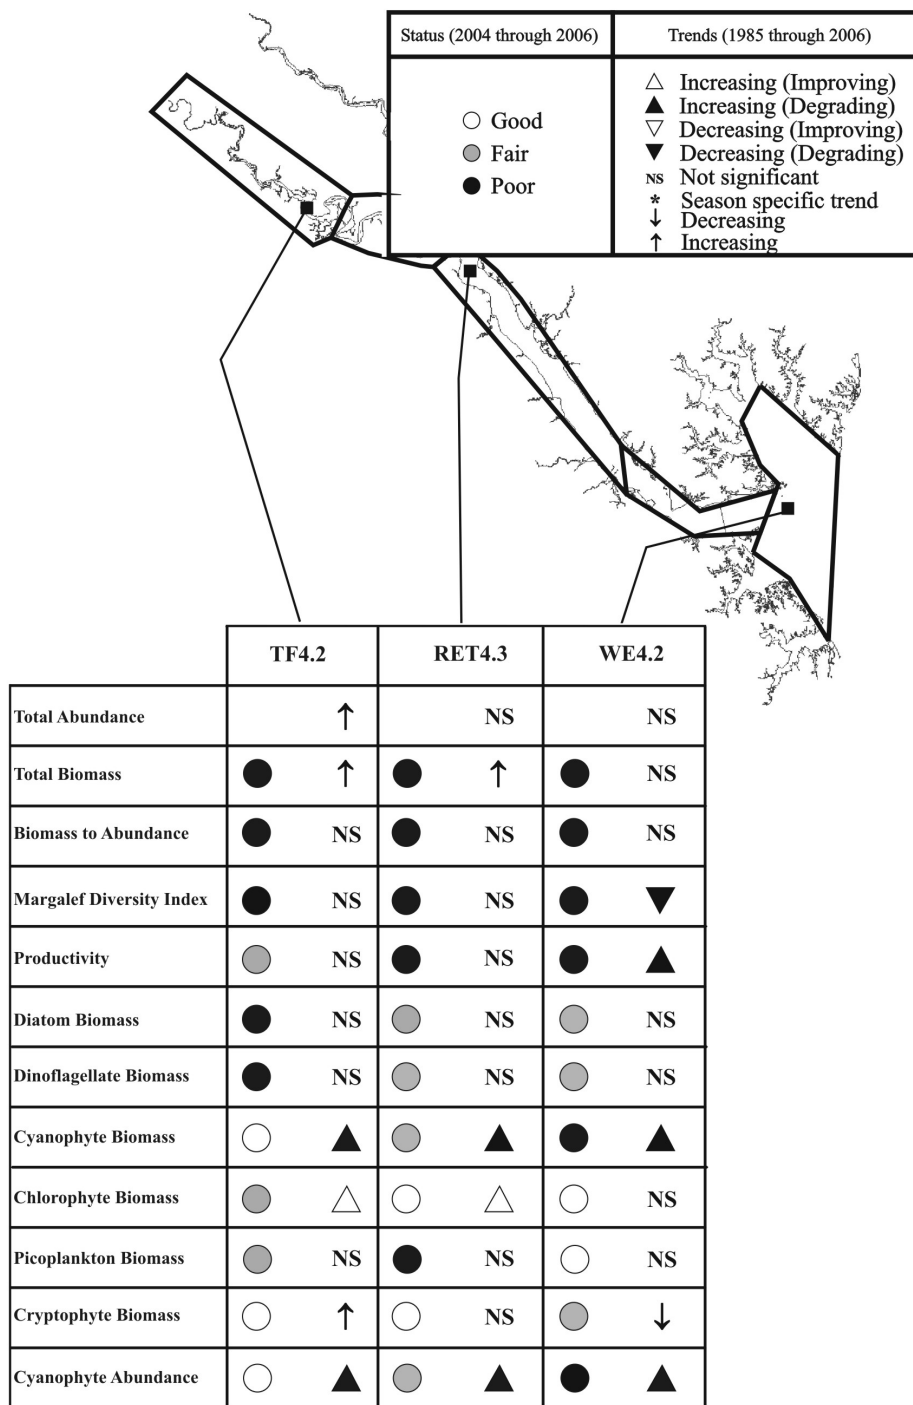 Status (2004 through 2006)
Trends (1985 through 2006)
Good
Fair
Poor
Increasing (Improving)
Increasing (Degrading)
Decreasing (Improving)
Decreasing (Degrading)
NS Not significant
* Season specific trend
↓ Decreasing
↑ Increasing
TF4.2 RET4.3 WE4.2
Total Abundance ↑ NS NS
Total Biomass ↑ ↑ NS
Biomass to Abundance NS NS NS
Margalef Diversity Index NS NS
Productivity NS NS
Diatom Biomass NS NS NS
Dinoflagellate Biomass NS NS NS
Cyanophyte Biomass
Chlorophyte Biomass NS
Picoplankton Biomass NS NS NS
Cryptophyte Biomass ↑ NS ↓
Cyanophyte Abundance